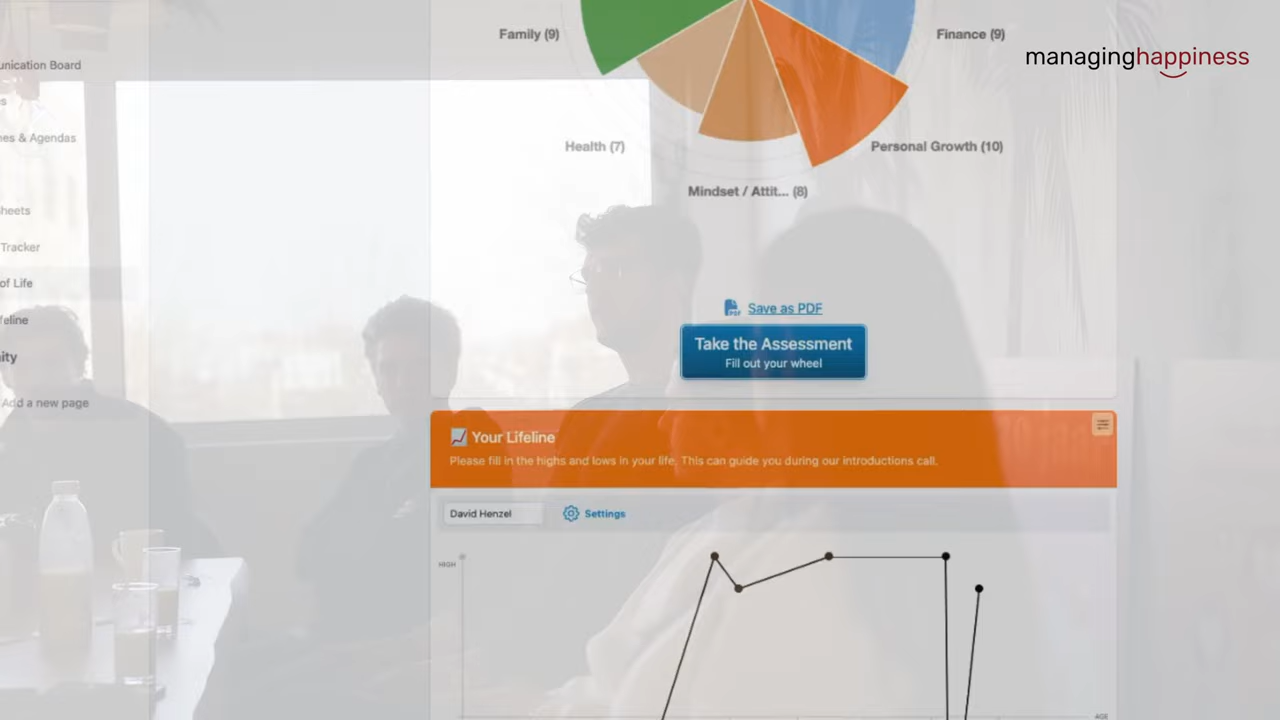 Family (9)
Finance (9)
managinghappiness
unication Board
s
es & Agendas
Health (7)
Personal Growth (10)
Mindset / Attit... (8)
heets
Tracker
of Life
feline
ity
Add a new page
Save as PDF
Take the Assessment
Fill out your wheel
Your Lifeline
Please fill in the highs and lows in your life. This can guide you during our introductions call.
David Henzel
Settings
HIGH
AGE